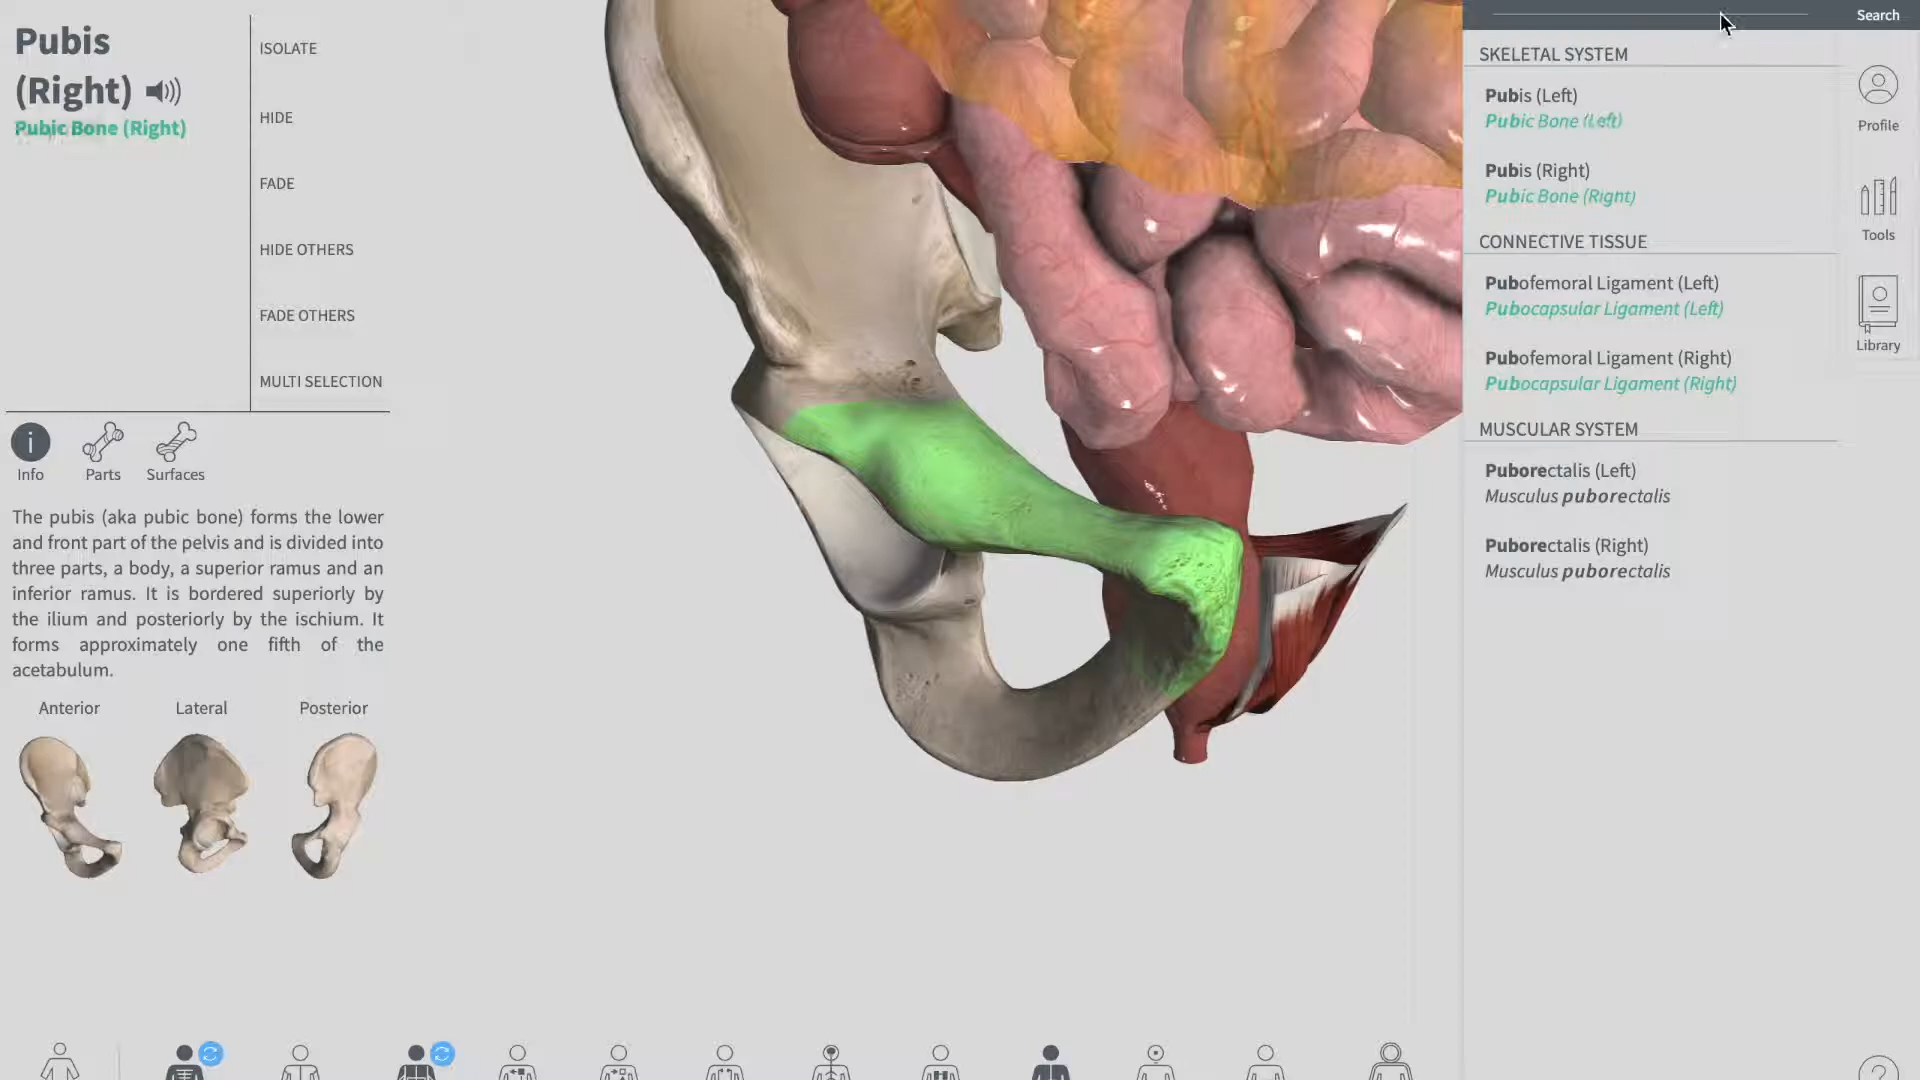 Pubis
(Right)
Pubic Bone (Right)
ISOLATE
HIDE
FADE
HIDE OTHERS
FADE OTHERS
MULTI SELECTION
Info
Parts
Surfaces
The pubis (aka pubic bone) forms the lower
and front part of the pelvis and is divided into
three parts, a body, a superior ramus and an
inferior ramus. It is bordered superiorly by
the ilium and posteriorly by the ischium. It
forms approximately one fifth of the
acetabulum.
Anterior
Lateral
Posterior
Search
SKELETAL SYSTEM
Pubis (Left)
Pubic Bone (Left)
Pubis (Right)
Pubic Bone (Right)
CONNECTIVE TISSUE
Pubofemoral Ligament (Left)
Pubocapsular Ligament (Left)
Pubofemoral Ligament (Right)
Pubocapsular Ligament (Right)
MUSCULAR SYSTEM
Puborectalis (Left)
Musculus puborectalis
Puborectalis (Right)
Musculus puborectalis
Profile
Tools
Library